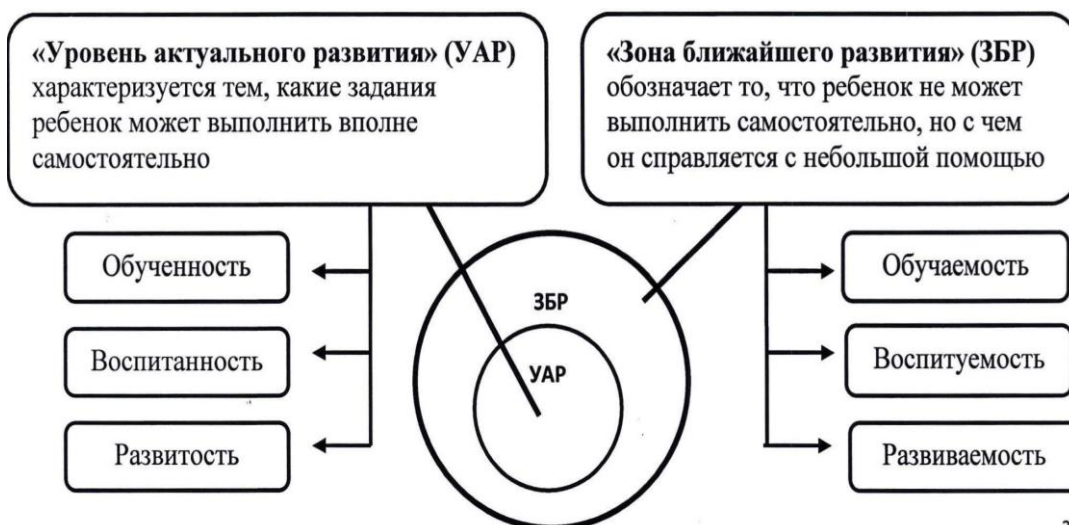 «Уровень актуального развития» (УАР)
характеризуется тем, какие задания
ребенок может выполнить вполне
самостоятельно
«Зона ближайшего развития» (ЗБР)
обозначает то, что ребенок не может
выполнить самостоятельно, но с чем
он справляется с небольшой помощью
Обученность
Воспитанность
Развитость
ЗБР
УАР
Обучаемость
Воспитуемость
Развиваемость